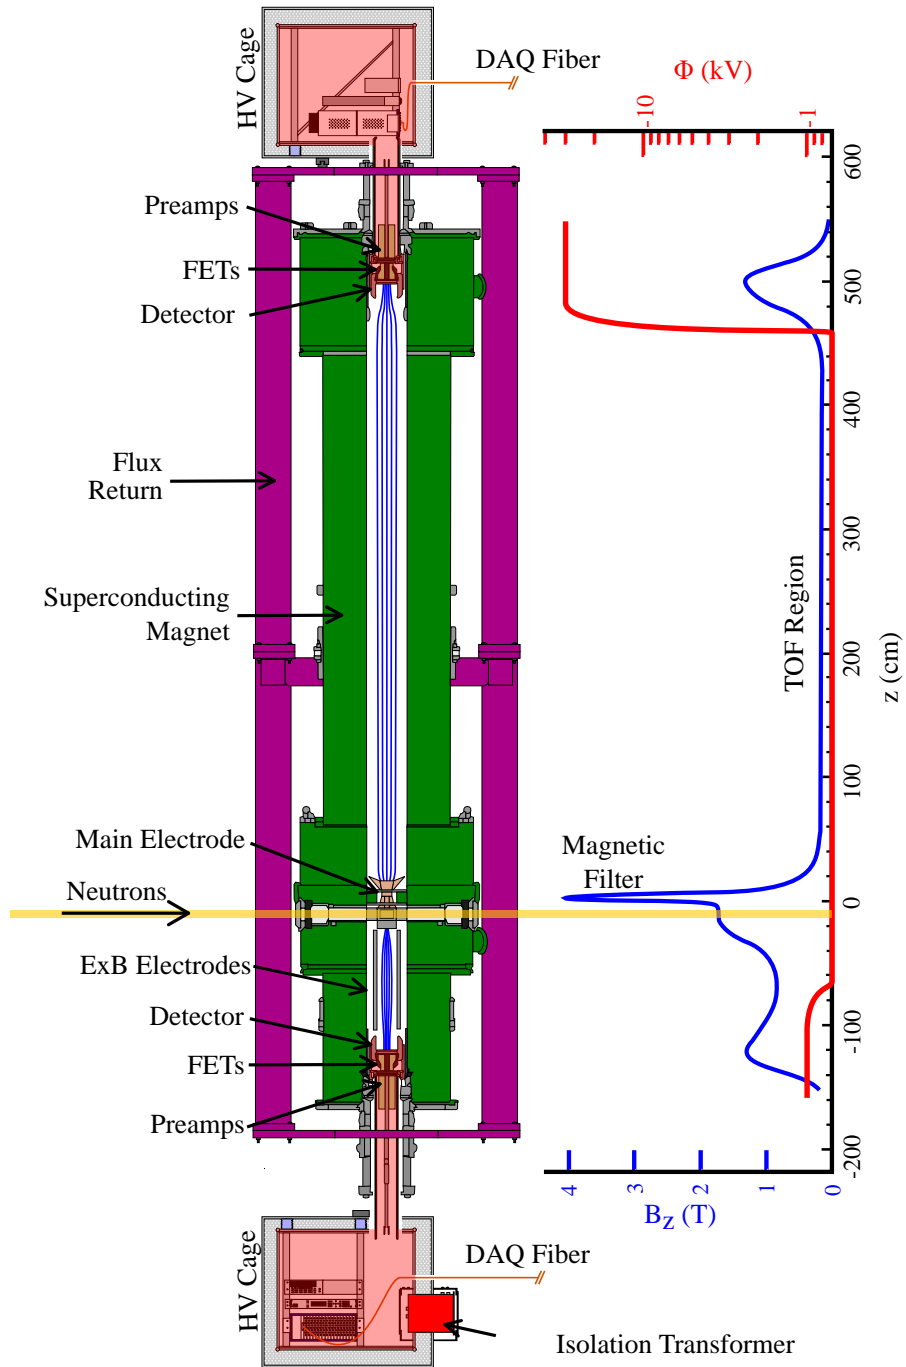 HV Cage
DAQ Fiber
Φ (kV)
-10
-1
Preamps
FETs
Detector
Flux
Return
Superconducting
Magnet
Main Electrode
Neutrons
ExB Electrodes
Detector
FETs
Preamps
Magnetic
Filter
TOF Region
z (cm)
600
500
400
300
200
100
0
-100
-200
4
3
2
1
0
BZ (T)
HV Cage
DAQ Fiber
Isolation Transformer